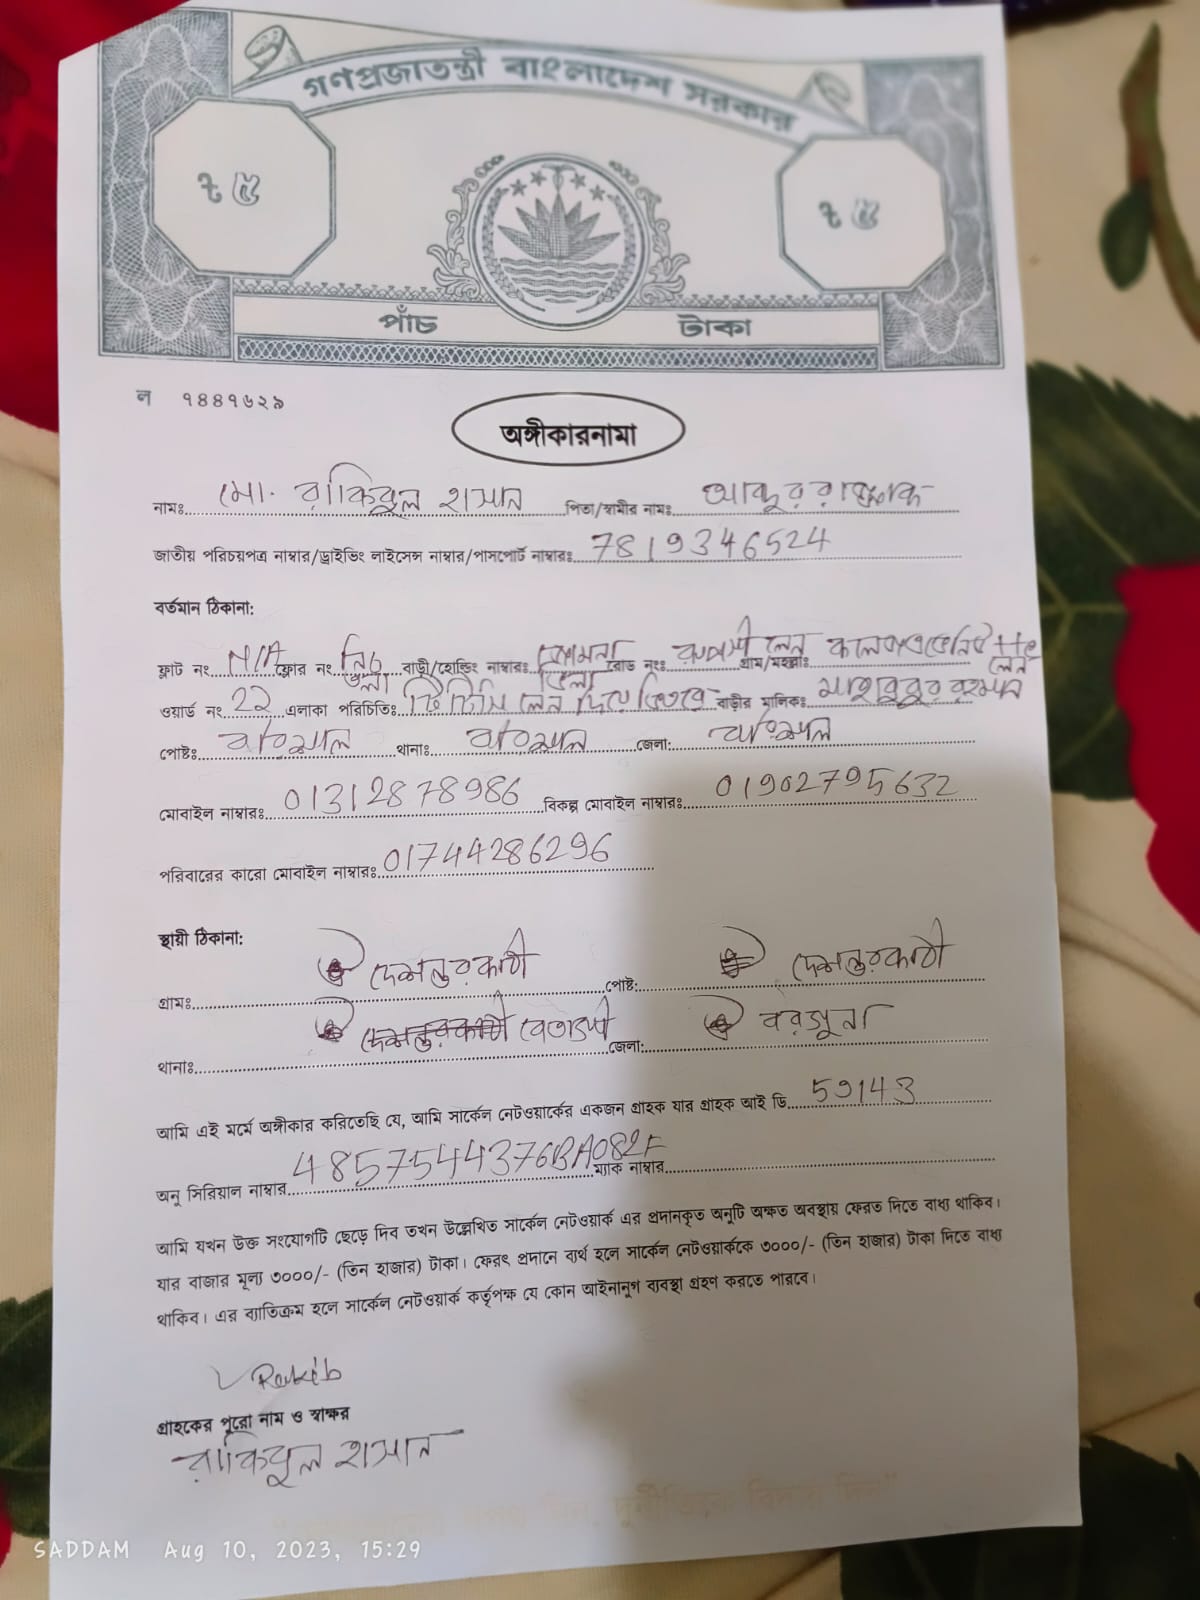 গণপ্রজাতন্ত্রী বাংলাদেশ সরকার
৳ ৫ ৳ ৫
পাঁচ টাকা
ল ৭৪৪৭৬২৯
অঙ্গীকারনামা
নামঃ মো. রাকিবুল হাসান পিতা/স্বামীর নামঃ
জাতীয় পরিচয়পত্র নাম্বার/ড্রাইভিং লাইসেন্স নাম্বার/পাসপোর্ট নাম্বারঃ 7819346524
বর্তমান ঠিকানা:
ফ্লাট নং N/A ফ্লোর নং নিচ তলা বাড়ী/হোল্ডিং নাম্বারঃ ভিলা রোড নং: রূপসী লেন গ্রাম/মহল্লা:
ওয়ার্ড নং 22 এলাকা পরিচিতিঃ লেন দিয়ে ভিতরে বাড়ীর মালিকঃ মাহাবুবুর রহমান
পোষ্টঃ বরিশাল থানাঃ বরিশাল জেলা: বরিশাল
মোবাইল নাম্বারঃ 01312878986 বিকল্প মোবাইল নাম্বারঃ 01902795632
পরিবারের কারো মোবাইল নাম্বারঃ 01744286296
স্থায়ী ঠিকানা:
গ্রামঃ পোষ্ট:
থানাঃ বেতাগী জেলা: বরগুনা
আমি এই মর্মে অঙ্গীকার করিতেছি যে, আমি সার্কেল নেটওয়ার্কের একজন গ্রাহক যার গ্রাহক আই ডি 59143
অনু সিরিয়াল নাম্বার 4857544376BA082F ম্যাক নাম্বার
আমি যখন উক্ত সংযোগটি ছেড়ে দিব তখন উল্লেখিত সার্কেল নেটওয়ার্ক এর প্রদানকৃত অনুটি অক্ষত অবস্থায় ফেরত দিতে বাধ্য থাকিব।
যার বাজার মূল্য ৩০০০/- (তিন হাজার) টাকা। ফেরৎ প্রদানে ব্যর্থ হলে সার্কেল নেটওয়ার্ককে ৩০০০/- (তিন হাজার) টাকা দিতে বাধ্য
থাকিব। এর ব্যাতিক্রম হলে সার্কেল নেটওয়ার্ক কর্তৃপক্ষ যে কোন আইনানুগ ব্যবস্থা গ্রহণ করতে পারবে।
Rakib
গ্রাহকের পুরো নাম ও স্বাক্ষর
রাকিবুল হাসান
SADDAM Aug 10, 2023, 15:29